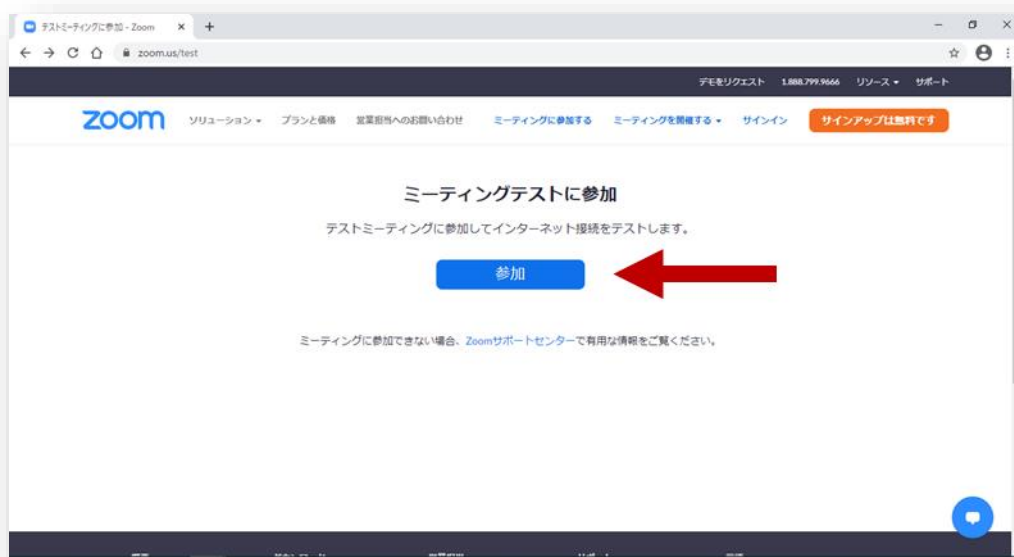 テストミーティングに参加 - Zoom
zoom.us/test
デモをリクエスト 1.888.799.9666 リソース サポート
zoom ソリューション プランと価格 営業担当へのお問い合わせ ミーティングに参加する ミーティングを開催する サインイン サインアップは無料です
ミーティングテストに参加
テストミーティングに参加してインターネット接続をテストします。
参加
ミーティングに参加できない場合、Zoomサポートセンターで有用な情報をご覧ください。